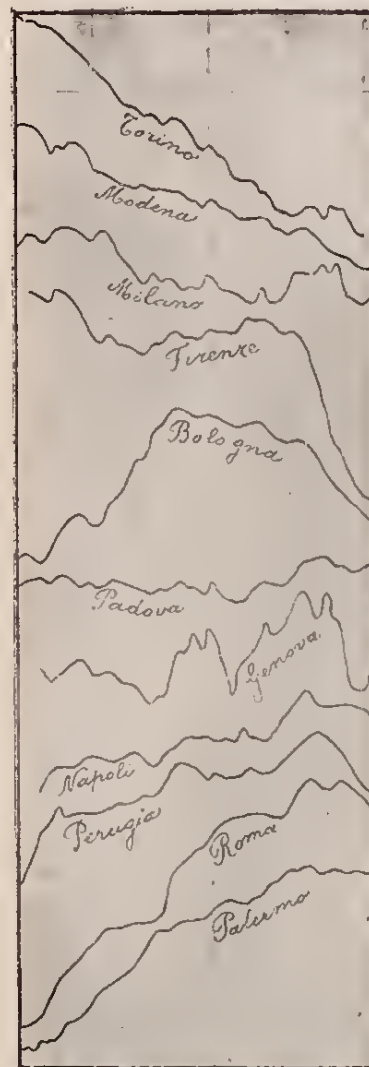 Torino
Modena
Milano
Firenze
Bologna
Padova
Genova
Napoli
Perugia
Roma
Palermo